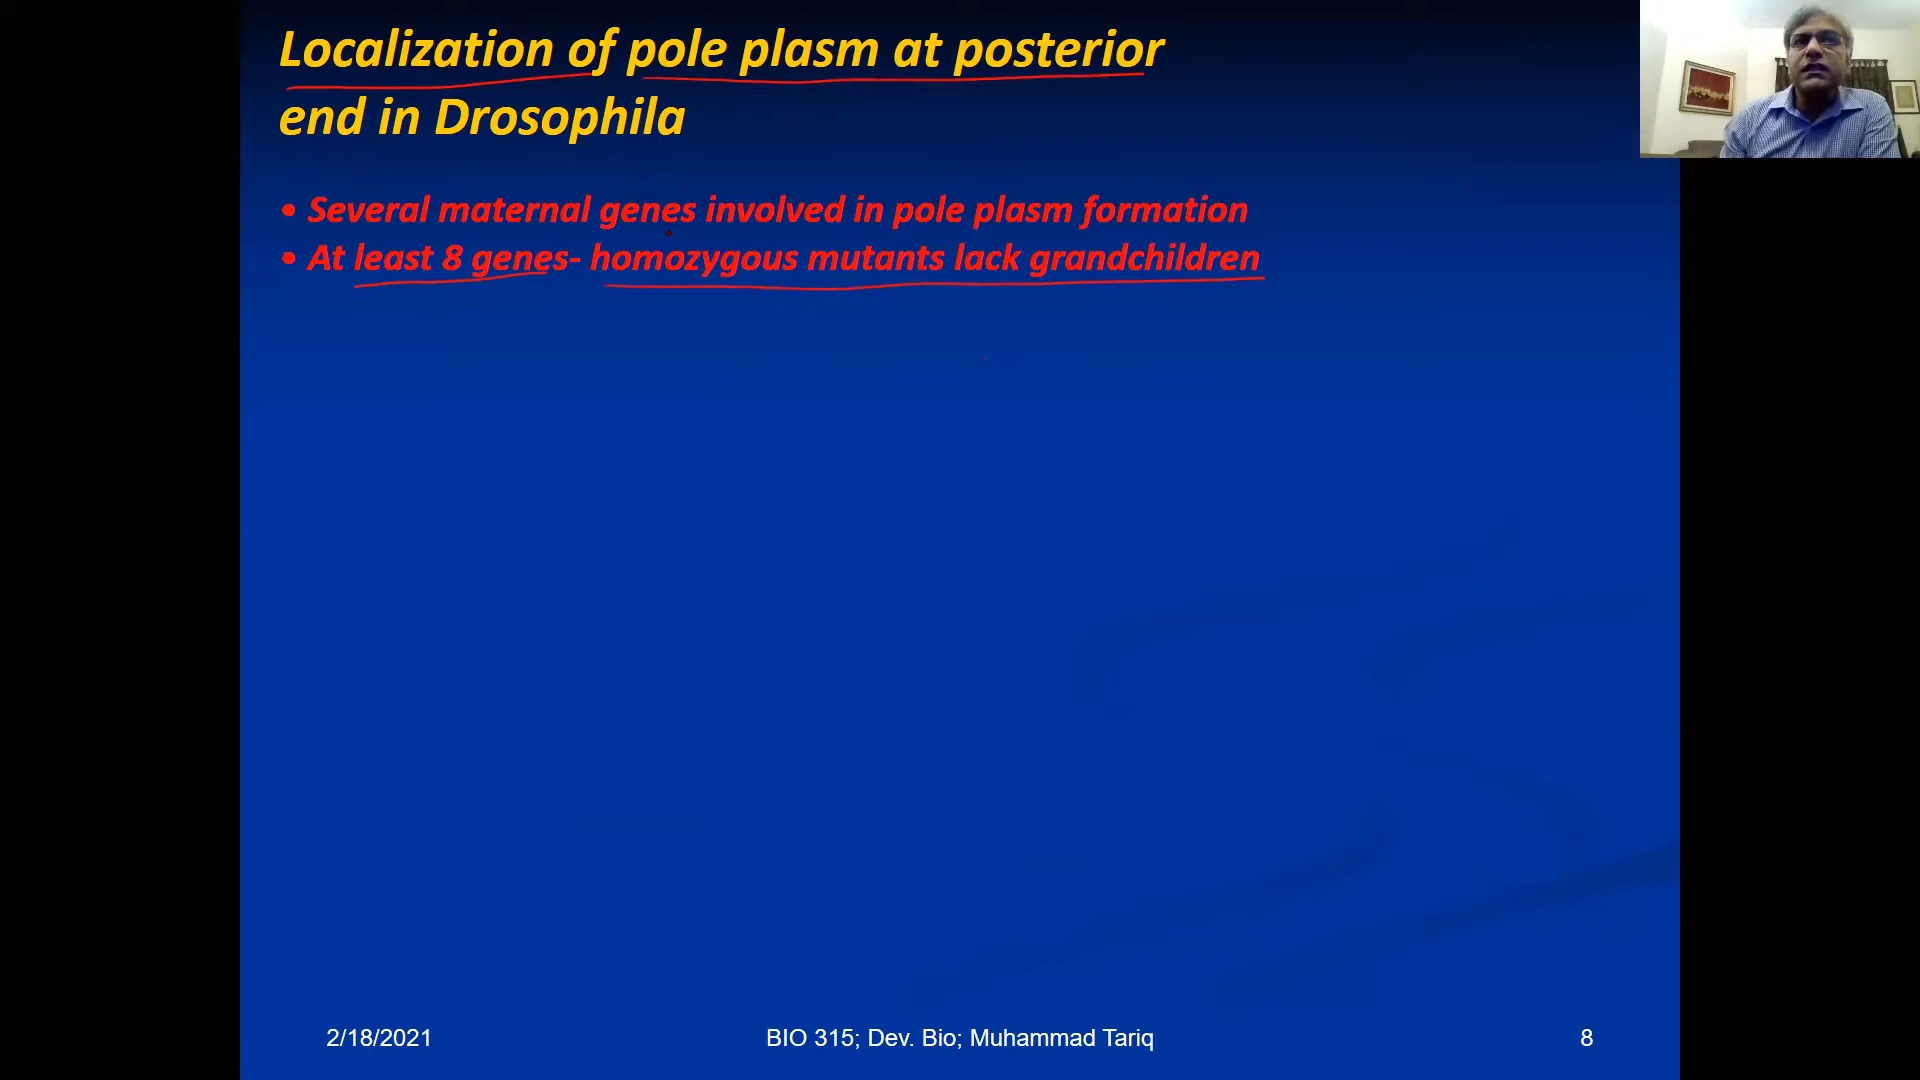 Localization of pole plasm at posterior
end in Drosophila
• Several maternal genes involved in pole plasm formation
• At least 8 genes- homozygous mutants lack grandchildren
2/18/2021
BIO 315; Dev. Bio; Muhammad Tariq
8